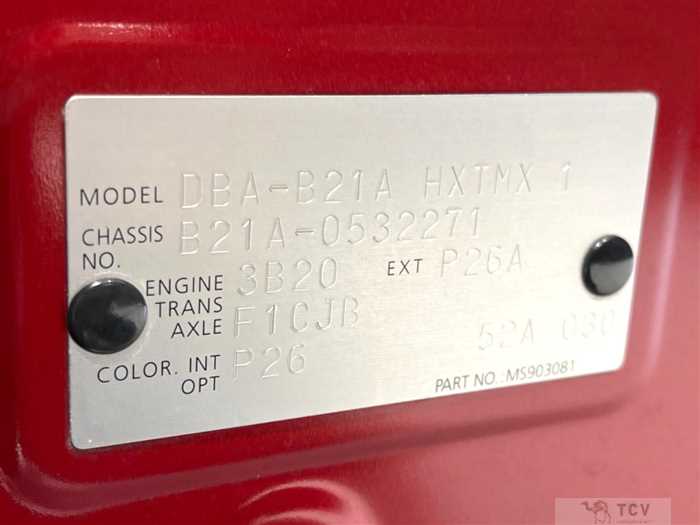 MODEL DBA-B21A HXTMX 1
CHASSIS NO. B21A-0532271
ENGINE 3B20 EXT P26A
TRANS AXLE F1CJB
COLOR. INT OPT P26 52A 030
PART NO.: MS903081
TCV